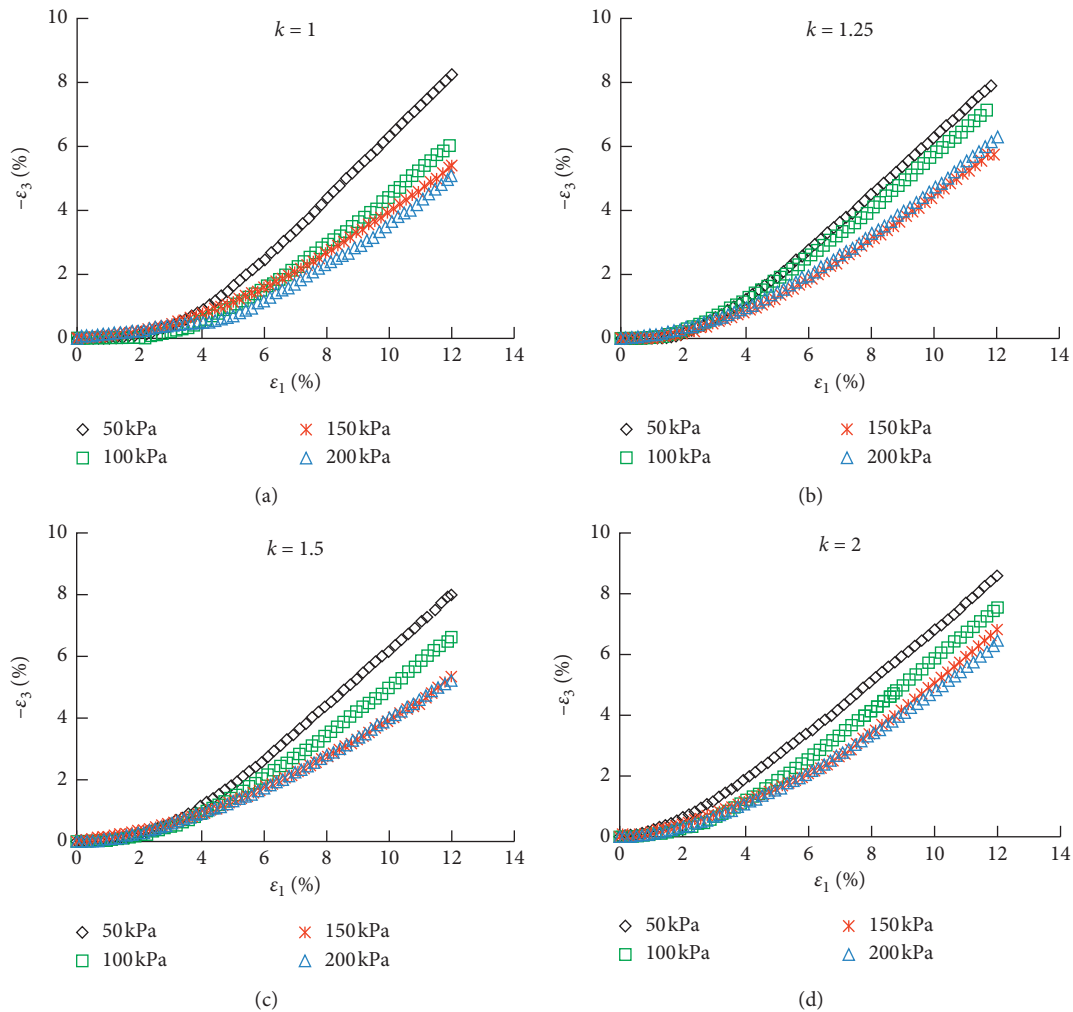 k = 1
10
8
6
4
2
0
−ε3 (%)
0 2 4 6 8 10 12 14
ε1 (%)
50 kPa 150 kPa
100 kPa 200 kPa
(a)
k = 1.25
10
8
6
4
2
0
−ε3 (%)
0 2 4 6 8 10 12 14
ε1 (%)
50 kPa 150 kPa
100 kPa 200 kPa
(b)
k = 1.5
10
8
6
4
2
0
−ε3 (%)
0 2 4 6 8 10 12 14
ε1 (%)
50 kPa 150 kPa
100 kPa 200 kPa
(c)
k = 2
10
8
6
4
2
0
−ε3 (%)
0 2 4 6 8 10 12 14
ε1 (%)
50 kPa 150 kPa
100 kPa 200 kPa
(d)